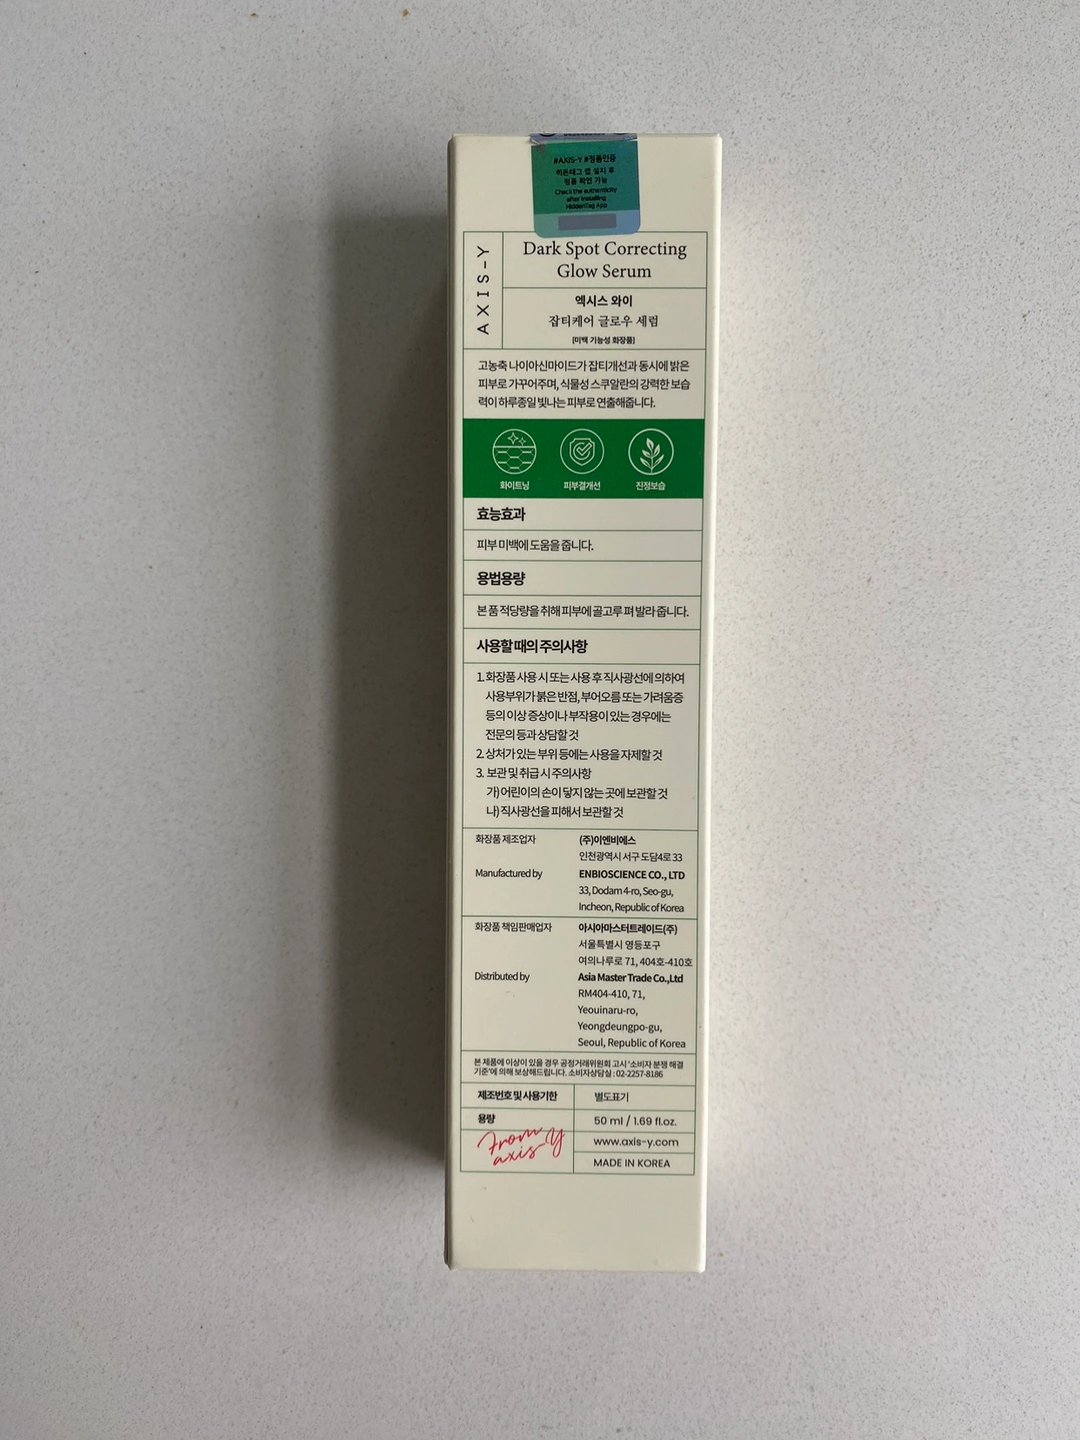 #AXIS-Y #정품인증
히든태그 앱 설치 후
정품 확인 가능
Check the authenticity
after installing
HiddenTag App
AXIS-Y
Dark Spot Correcting
Glow Serum
엑시스 와이
잡티케어 글로우 세럼
[미백 기능성 화장품]
고농축 나이아신마이드가 잡티개선과 동시에 밝은
피부로 가꾸어주며, 식물성 스쿠알란의 강력한 보습
력이 하루종일 빛나는 피부로 연출해줍니다.
화이트닝
피부결개선
진정보습
효능효과
피부 미백에 도움을 줍니다.
용법용량
본 품 적당량을 취해 피부에 골고루 펴 발라 줍니다.
사용할 때의 주의사항
1. 화장품 사용 시 또는 사용 후 직사광선에 의하여
사용부위가 붉은 반점, 부어오름 또는 가려움증
등의 이상 증상이나 부작용이 있는 경우에는
전문의 등과 상담할 것
2. 상처가 있는 부위 등에는 사용을 자제할 것
3. 보관 및 취급 시 주의사항
가) 어린이의 손이 닿지 않는 곳에 보관할 것
나) 직사광선을 피해서 보관할 것
화장품 제조업자 (주)이엔비에스
인천광역시 서구 도담4로 33
Manufactured by ENBIOSCIENCE CO., LTD
33, Dodam 4-ro, Seo-gu,
Incheon, Republic of Korea
화장품 책임판매업자 아시아마스터트레이드(주)
서울특별시 영등포구
여의나루로 71, 404호-410호
Distributed by Asia Master Trade Co.,Ltd
RM404-410, 71,
Yeouinaru-ro,
Yeongdeungpo-gu,
Seoul, Republic of Korea
본 제품에 이상이 있을 경우 공정거래위원회 고시 '소비자 분쟁 해결
기준'에 의해 보상해드립니다. 소비자상담실 : 02-2257-8186
제조번호 및 사용기한 별도표기
용량 50 ml / 1.69 fl.oz.
From
axis-y
www.axis-y.com
MADE IN KOREA